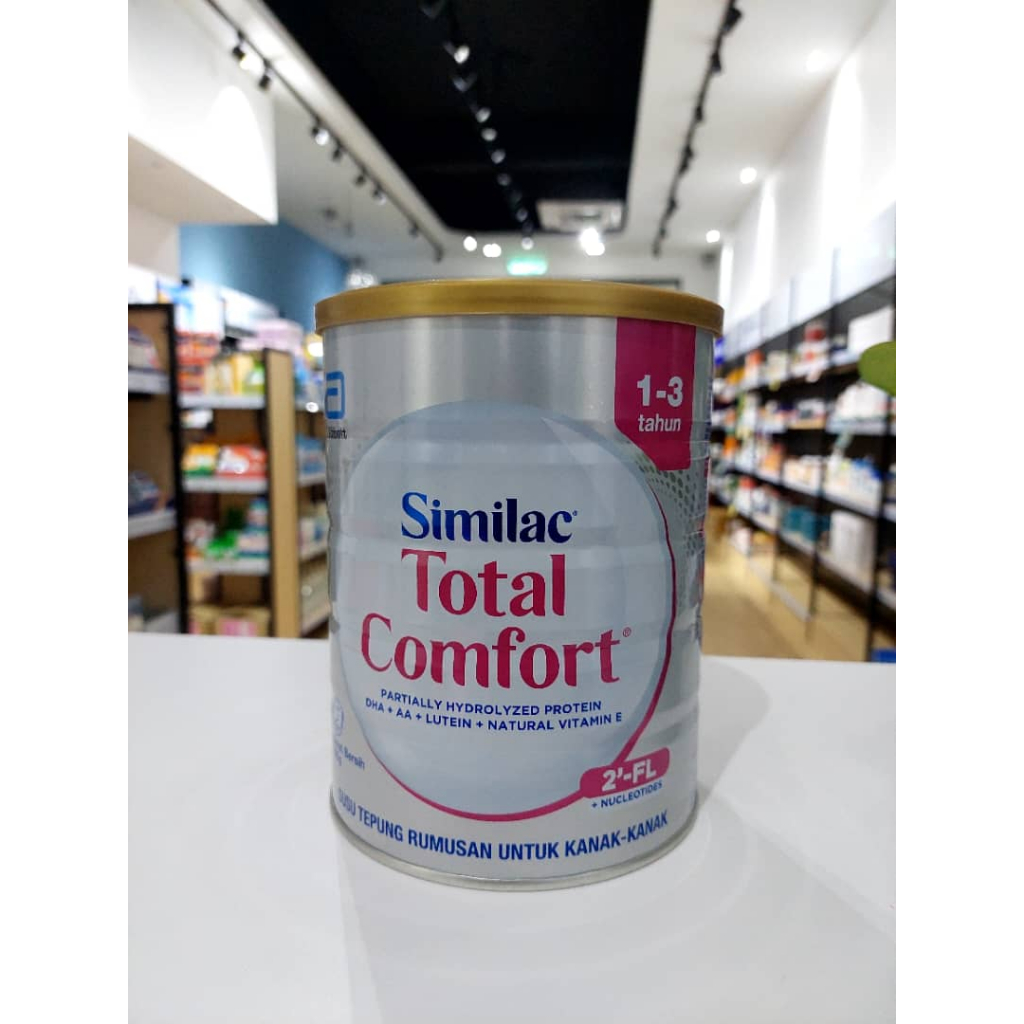 1-3
tahun
Similac®
Total
Comfort®
PARTIALLY HYDROLYZED PROTEIN
DHA + AA + LUTEIN + NATURAL VITAMIN E
2'-FL
+ NUCLEOTIDES
Bersih
SUSU TEPUNG RUMUSAN UNTUK KANAK-KANAK